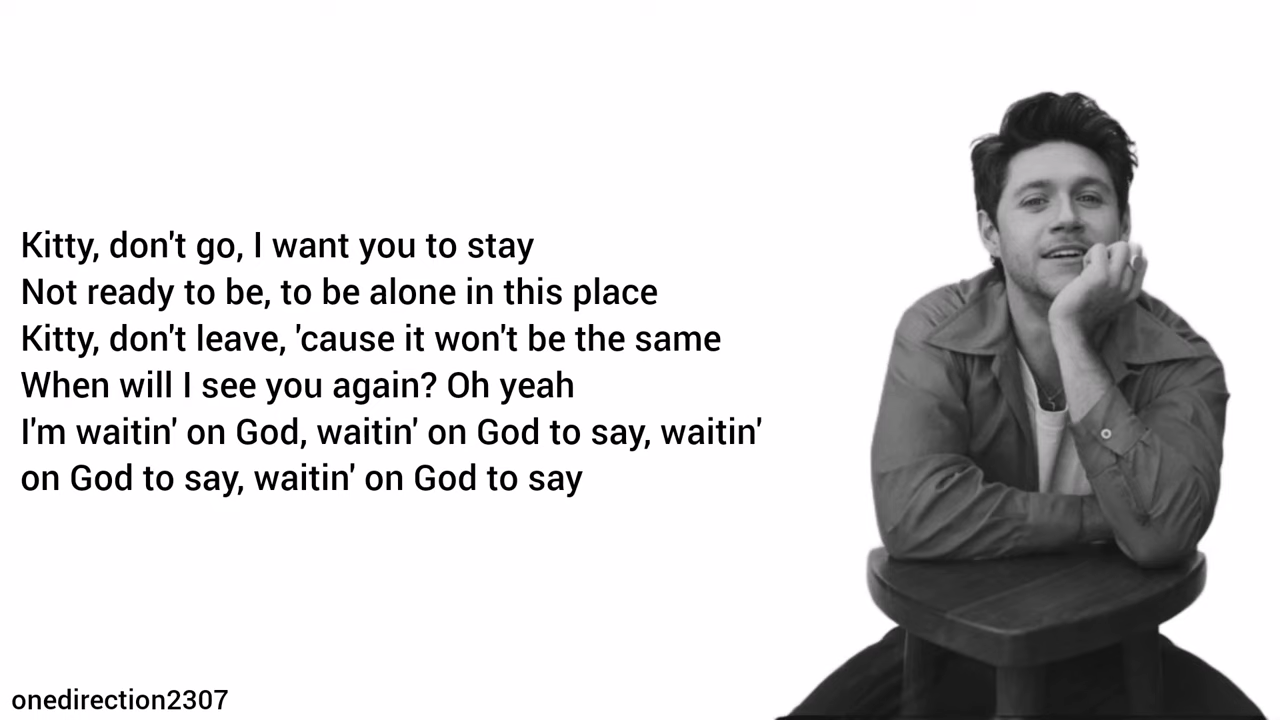 Kitty, don't go, I want you to stay
Not ready to be, to be alone in this place
Kitty, don't leave, 'cause it won't be the same
When will I see you again? Oh yeah
I'm waitin' on God, waitin' on God to say, waitin'
on God to say, waitin' on God to say
onedirection2307